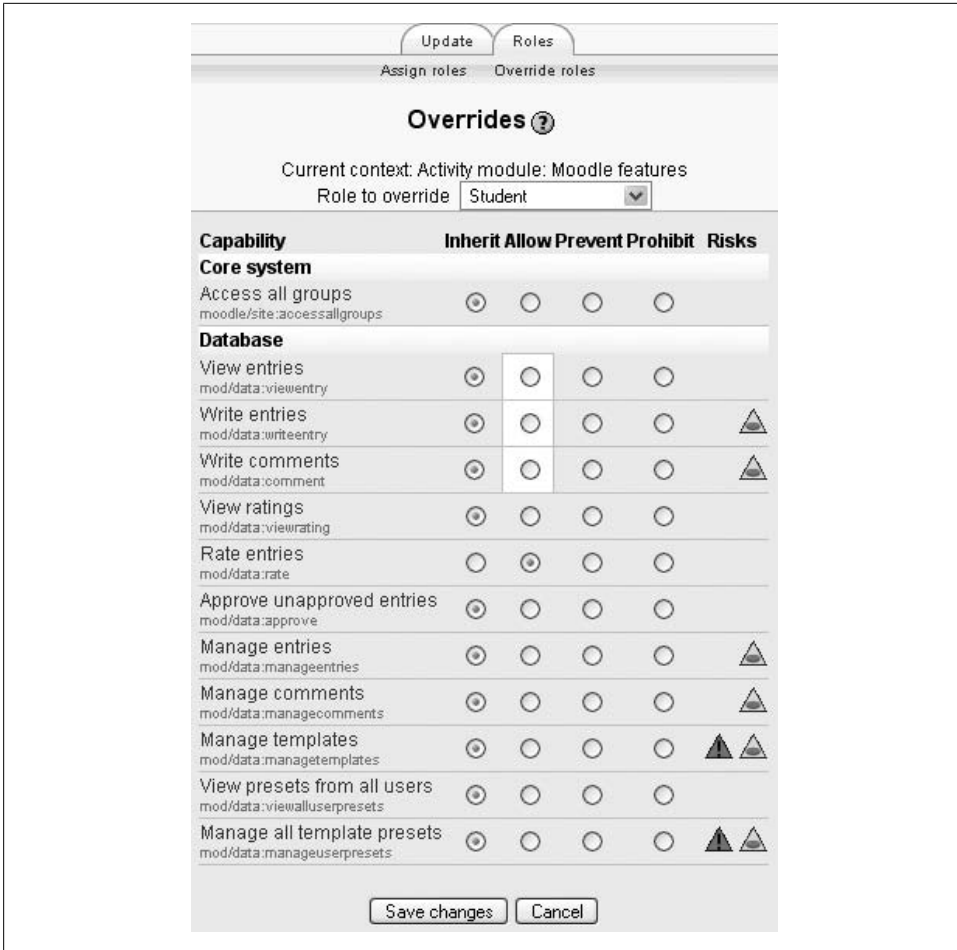 Update Roles
Assign roles Override roles
Overrides ?
Current context: Activity module: Moodle features
Role to override Student
Capability Inherit Allow Prevent Prohibit Risks
Core system
Access all groups
moodle/site:accessallgroups
Database
View entries
mod/data:viewentry
Write entries
mod/data:writeentry
Write comments
mod/data:comment
View ratings
mod/data:viewrating
Rate entries
mod/data:rate
Approve unapproved entries
mod/data:approve
Manage entries
mod/data:manageentries
Manage comments
mod/data:managecomments
Manage templates
mod/data:managetemplates
View presets from all users
mod/data:viewalluserpresets
Manage all template presets
mod/data:manageuserpresets
Save changes Cancel